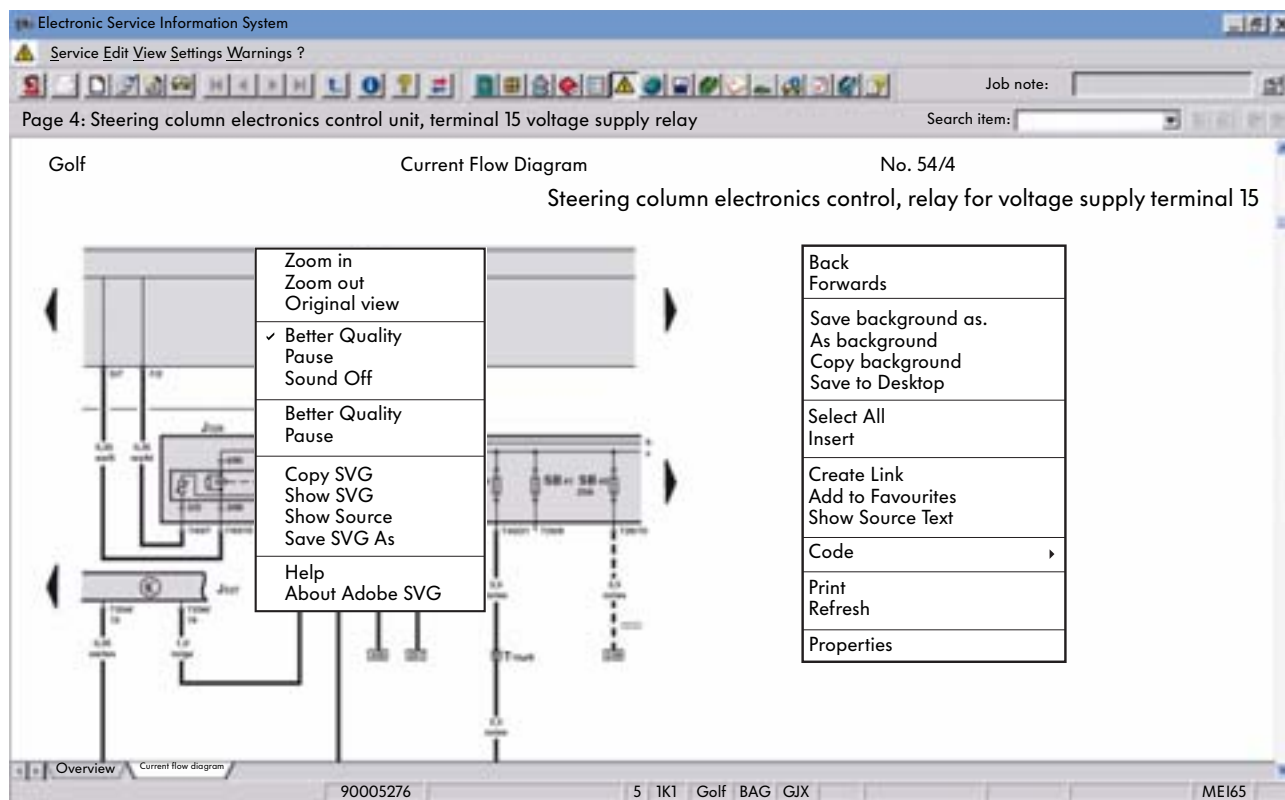 Electronic Service Information System
Service Edit View Settings Warnings ?
Job note:
Page 4: Steering column electronics control unit, terminal 15 voltage supply relay
Search item:
Golf
Current Flow Diagram
No. 54/4
Steering column electronics control, relay for voltage supply terminal 15
Zoom in
Zoom out
Original view
Better Quality
Pause
Sound Off
Better Quality
Pause
Copy SVG
Show SVG
Show Source
Save SVG As
Help
About Adobe SVG
Back
Forwards
Save background as.
As background
Copy background
Save to Desktop
Select All
Insert
Create Link
Add to Favourites
Show Source Text
Code
Print
Refresh
Properties
Overview
Current flow diagram
90005276 5 1K1 Golf BAG GJX MEI65